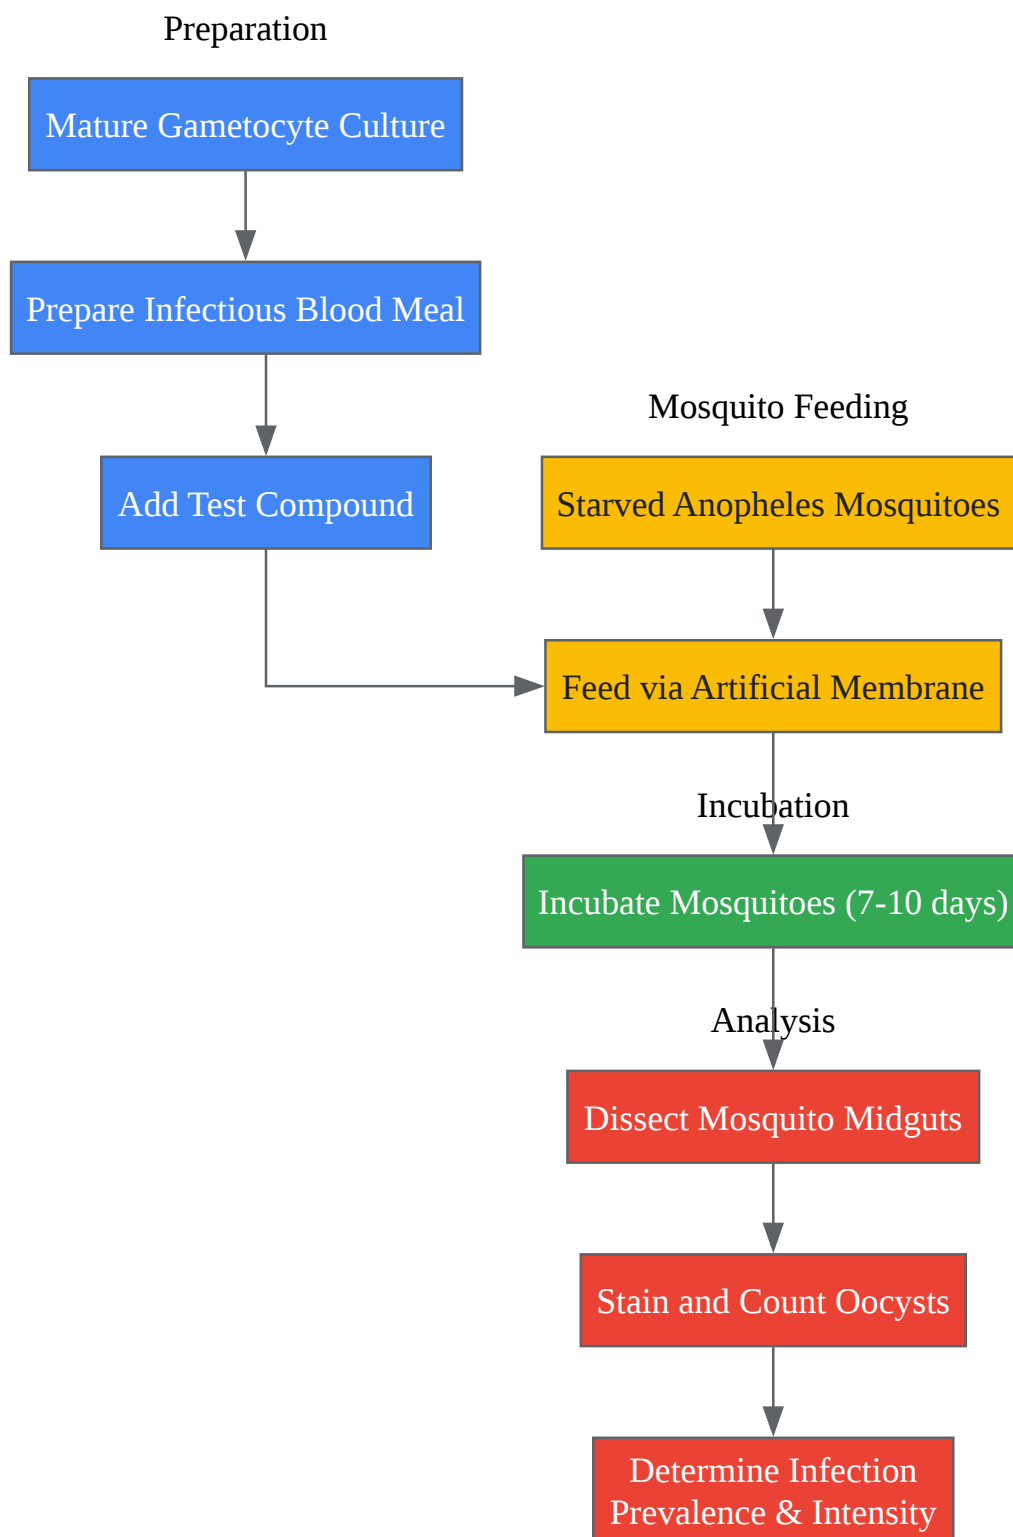 Preparation
Mature Gametocyte Culture
Prepare Infectious Blood Meal
Add Test Compound
Mosquito Feeding
Starved Anopheles Mosquitoes
Feed via Artificial Membrane
Incubation
Incubate Mosquitoes (7-10 days)
Analysis
Dissect Mosquito Midguts
Stain and Count Oocysts
Determine Infection
Prevalence & Intensity